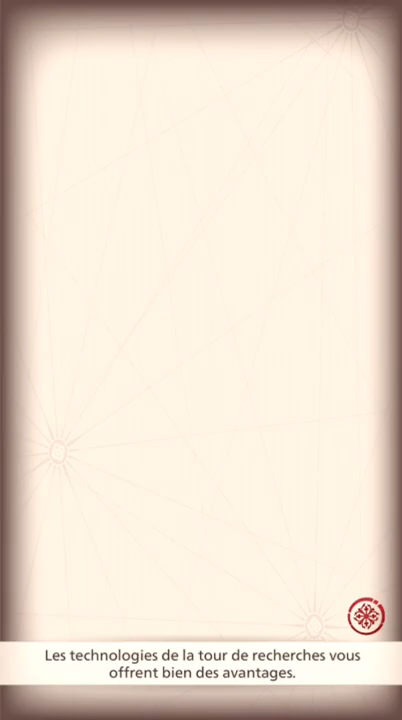 Les technologies de la tour de recherches vous
offrent bien des avantages.